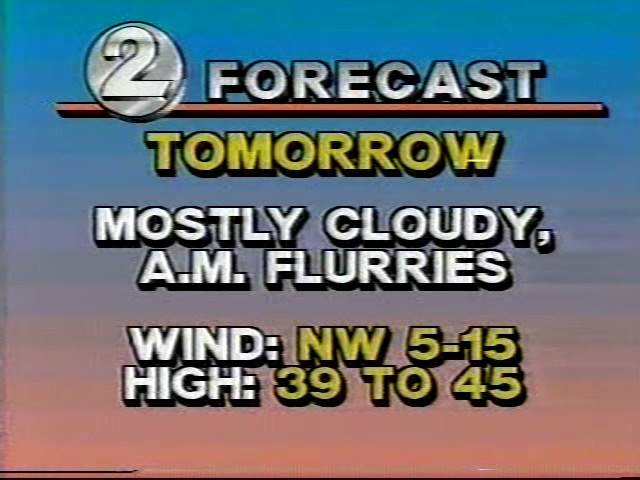 2 FORECAST
TOMORROW
MOSTLY CLOUDY,
A.M. FLURRIES
WIND: NW 5-15
HIGH: 39 TO 45